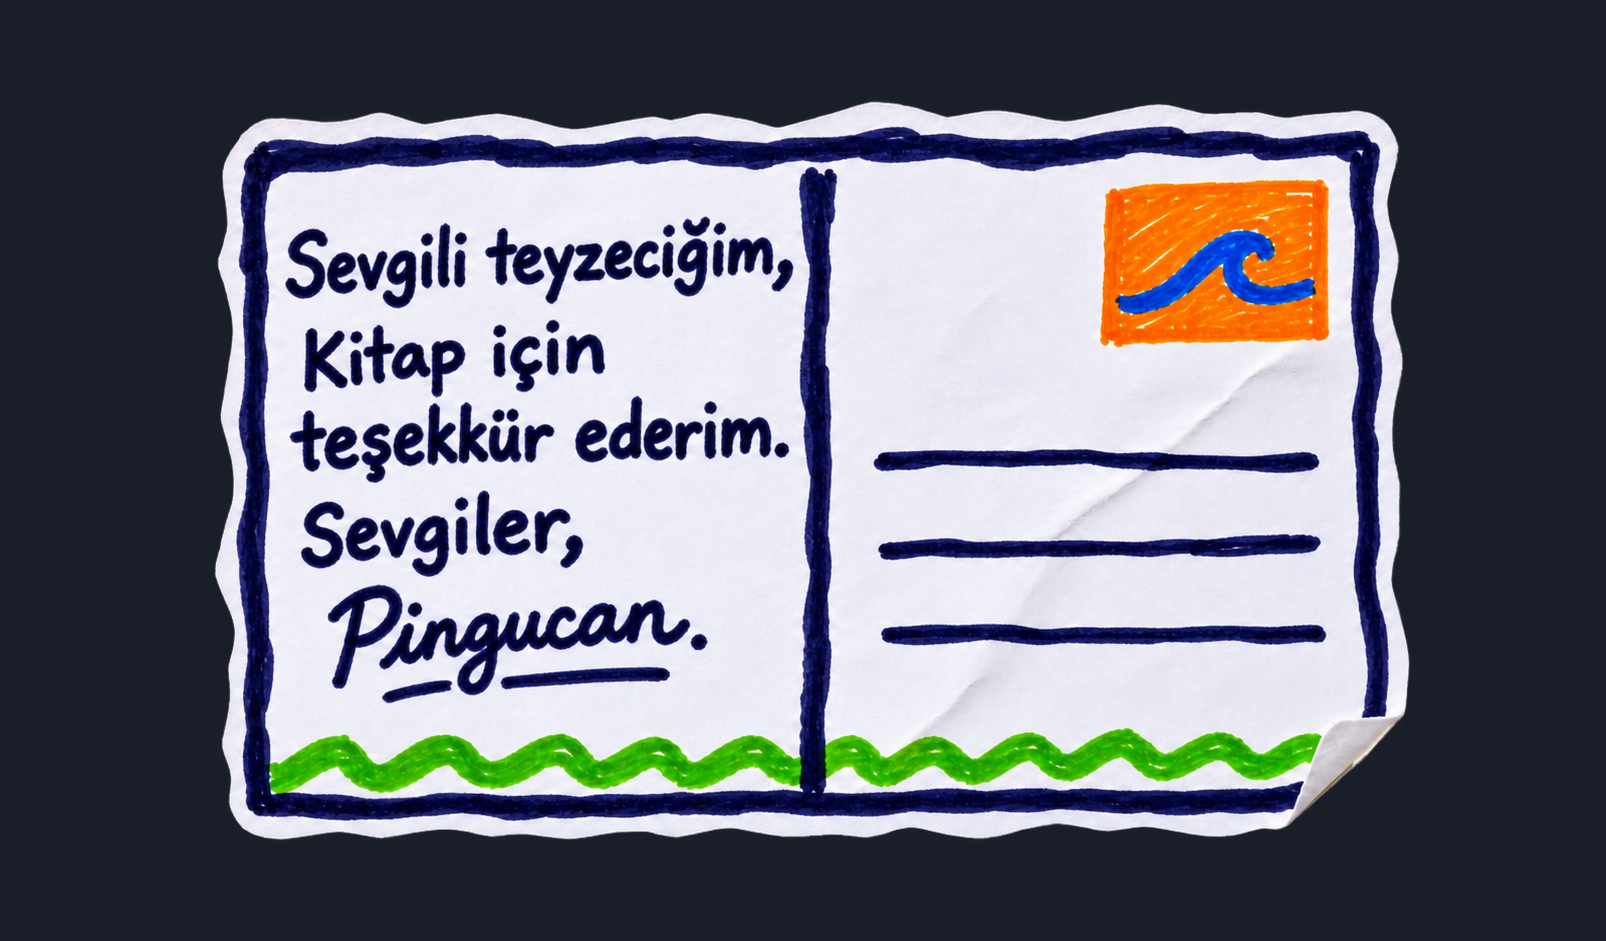 Sevgili teyzeciğim,
Kitap için
teşekkür ederim.
Sevgiler,
Pingucan.